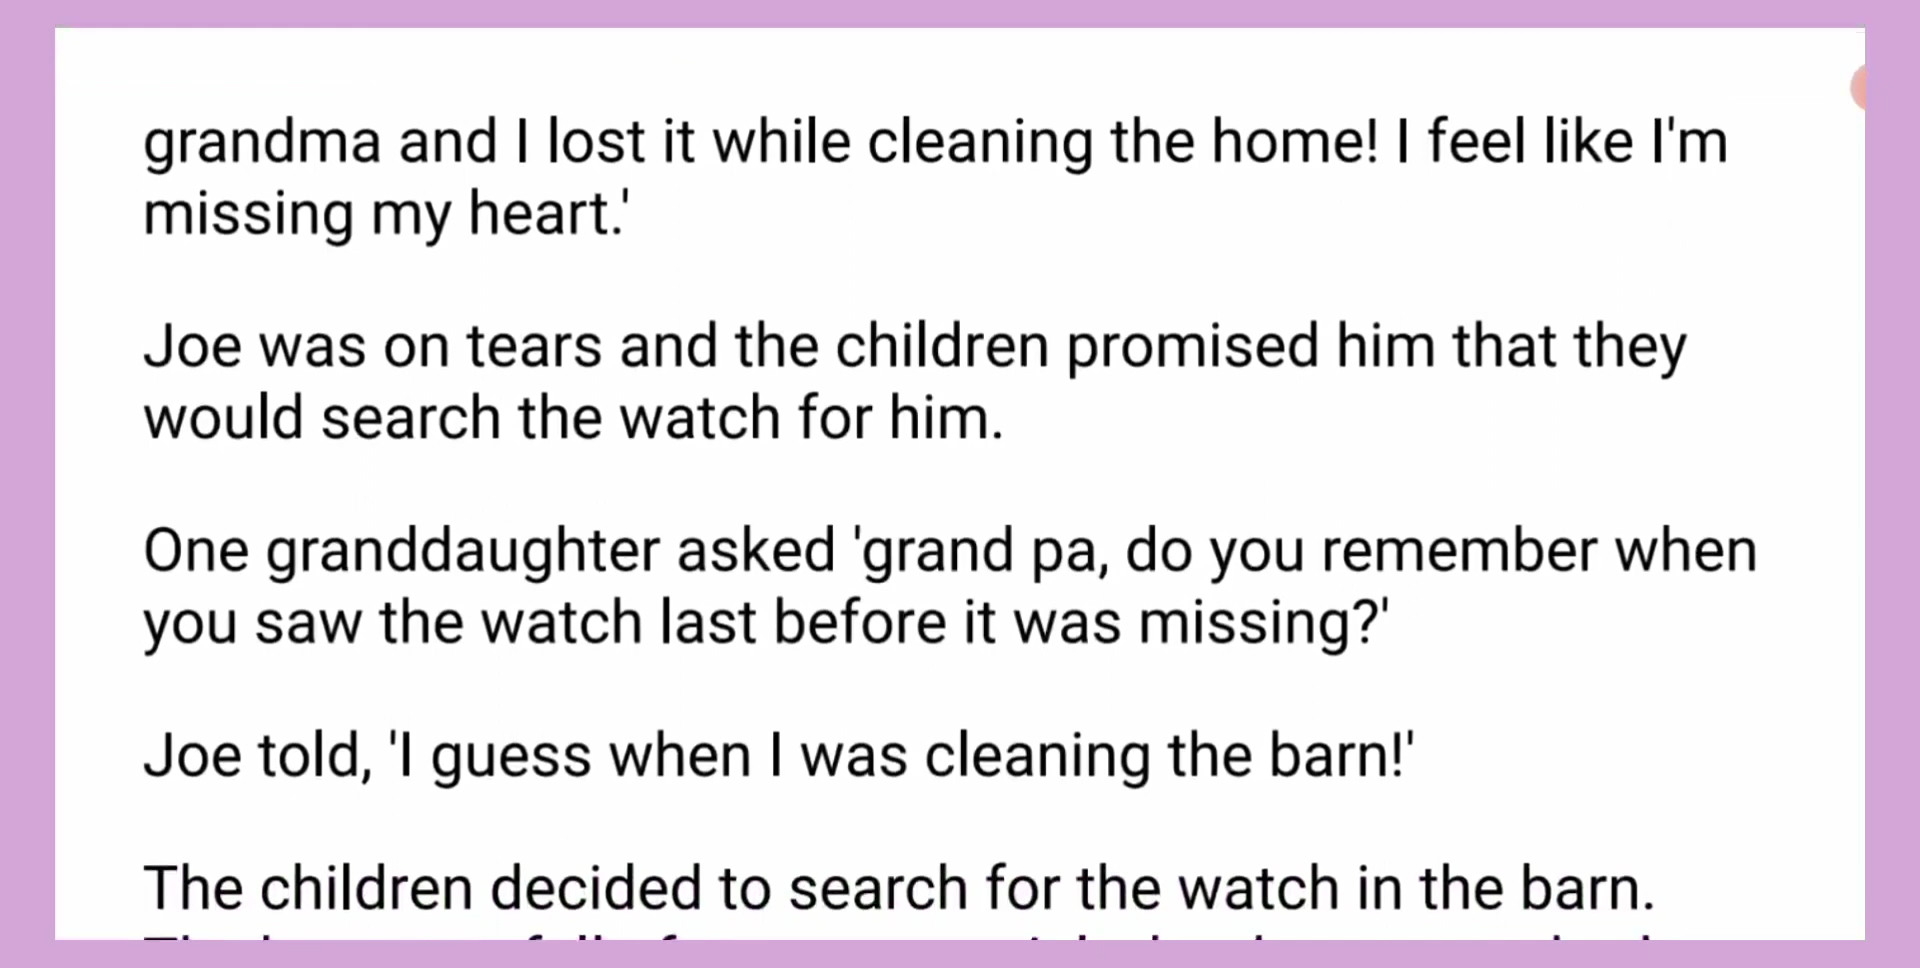 grandma and I lost it while cleaning the home! I feel like I'm
missing my heart.'
Joe was on tears and the children promised him that they
would search the watch for him.
One granddaughter asked 'grand pa, do you remember when
you saw the watch last before it was missing?'
Joe told, 'I guess when I was cleaning the barn!'
The children decided to search for the watch in the barn.